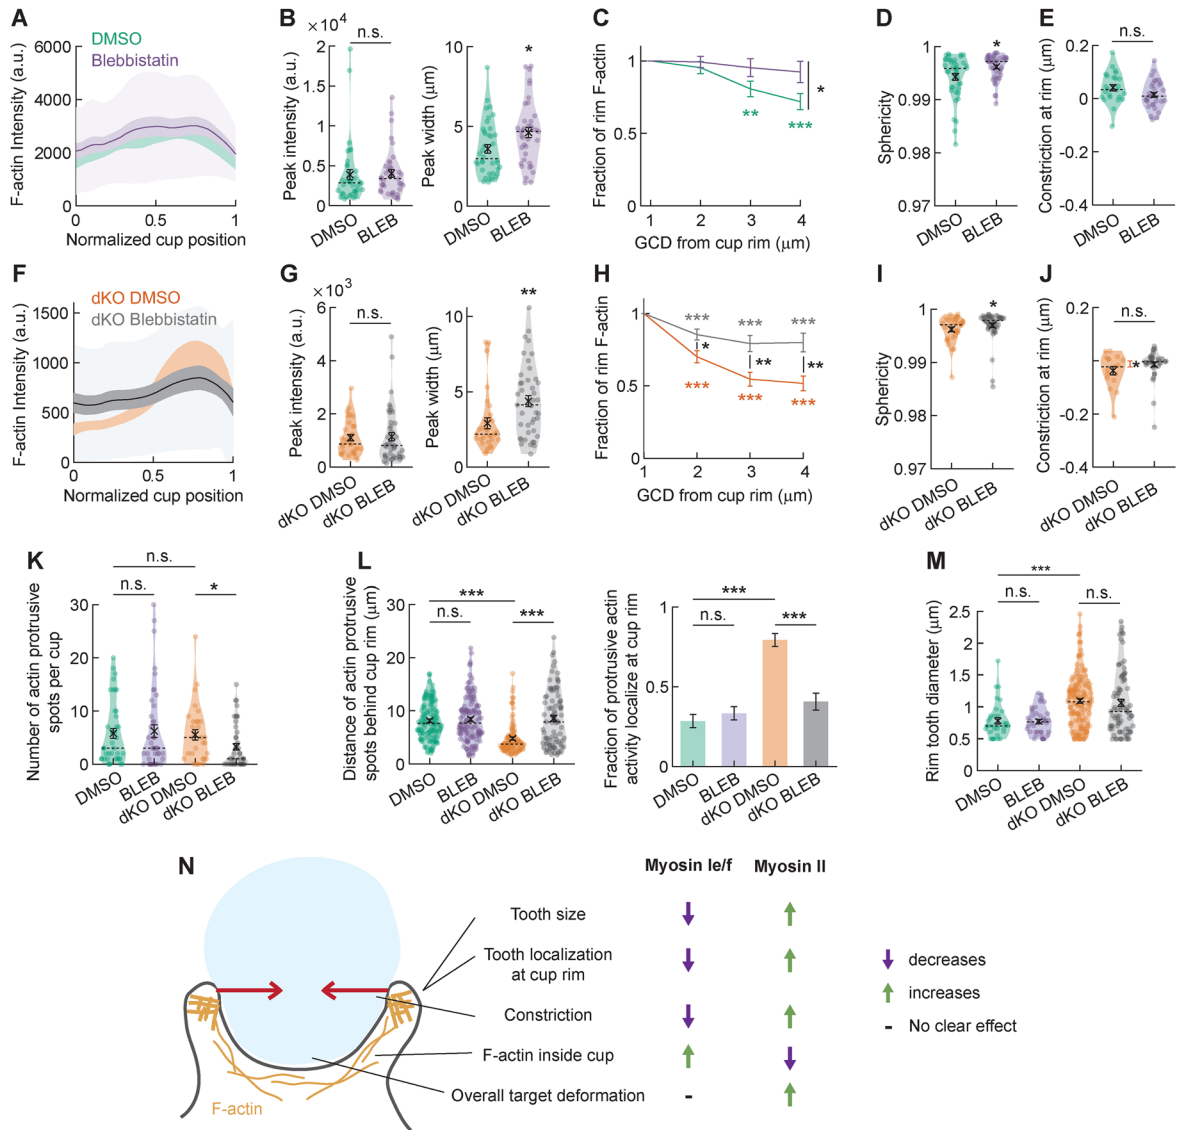 A
F-actin Intensity (a.u.)
6000
4000
2000
0
DMSO
Blebbistatin
0
0.5
1
Normalized cup position
B
×10⁴
Peak intensity (a.u.)
2
1.5
1
0.5
0
n.s.
DMSO
BLEB
Peak width (μm)
10
5
0
*
DMSO
BLEB
C
Fraction of rim F-actin
1
0.5
0
**
***
*
1
2
3
4
GCD from cup rim (μm)
D
Sphericity
1
0.99
0.98
0.97
*
DMSO
BLEB
E
Constriction at rim (μm)
0.2
0
-0.2
-0.4
n.s.
DMSO
BLEB
F
F-actin Intensity (a.u.)
1500
1000
500
0
dKO DMSO
dKO Blebbistatin
0
0.5
1
Normalized cup position
G
×10³
Peak intensity (a.u.)
6
4
2
0
n.s.
dKO DMSO
dKO BLEB
Peak width (μm)
10
5
0
**
dKO DMSO
dKO BLEB
H
Fraction of rim F-actin
1
0.5
0
***
***
***
*
**
**
***
***
***
1
2
3
4
GCD from cup rim (μm)
I
Sphericity
1
0.99
0.98
0.97
*
dKO DMSO
dKO BLEB
J
Constriction at rim (μm)
0.2
0
-0.2
-0.4
n.s.
*
dKO DMSO
dKO BLEB
K
Number of actin protrusive
spots per cup
30
20
10
0
n.s.
n.s.
*
DMSO
BLEB
dKO DMSO
dKO BLEB
L
Distance of actin protrusive
spots behind cup rim (μm)
30
20
10
0
***
n.s.
***
DMSO
BLEB
dKO DMSO
dKO BLEB
Fraction of protrusive actin
activity localize at cup rim
1
0.5
0
***
n.s.
***
DMSO
BLEB
dKO DMSO
dKO BLEB
M
Rim tooth diameter (μm)
2.5
2
1.5
1
0.5
0
***
n.s.
n.s.
DMSO
BLEB
dKO DMSO
dKO BLEB
N
Myosin Ie/f
Myosin II
Tooth size
Tooth localization
at cup rim
Constriction
F-actin inside cup
Overall target deformation
-
F-actin
decreases
increases
- No clear effect